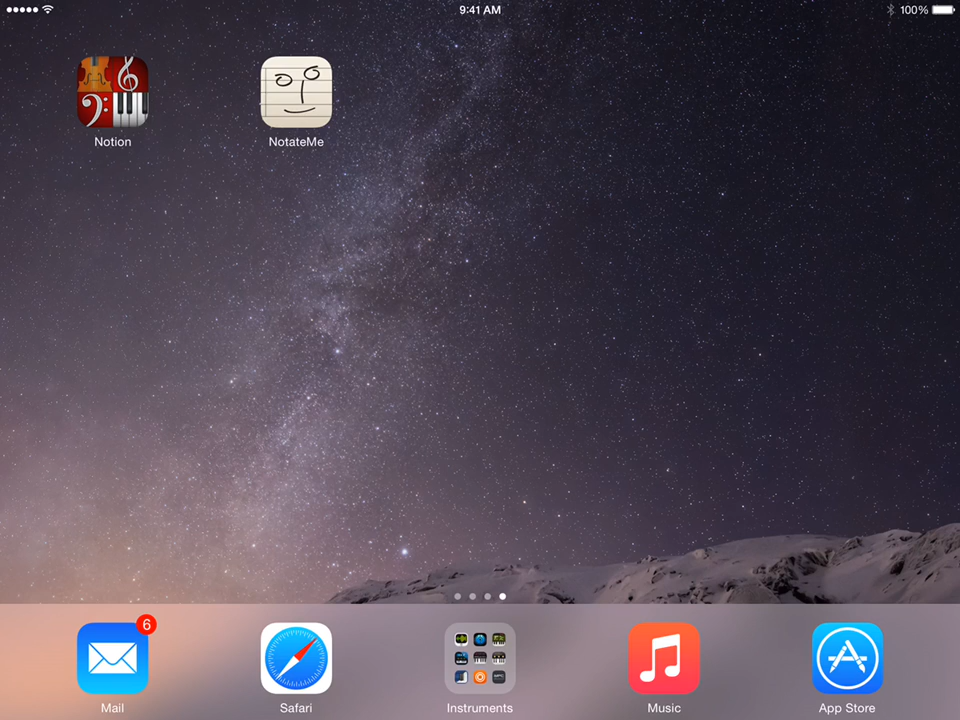 9:41 AM
100%
Notion
NotateMe
6
Mail
Safari
Instruments
Music
App Store